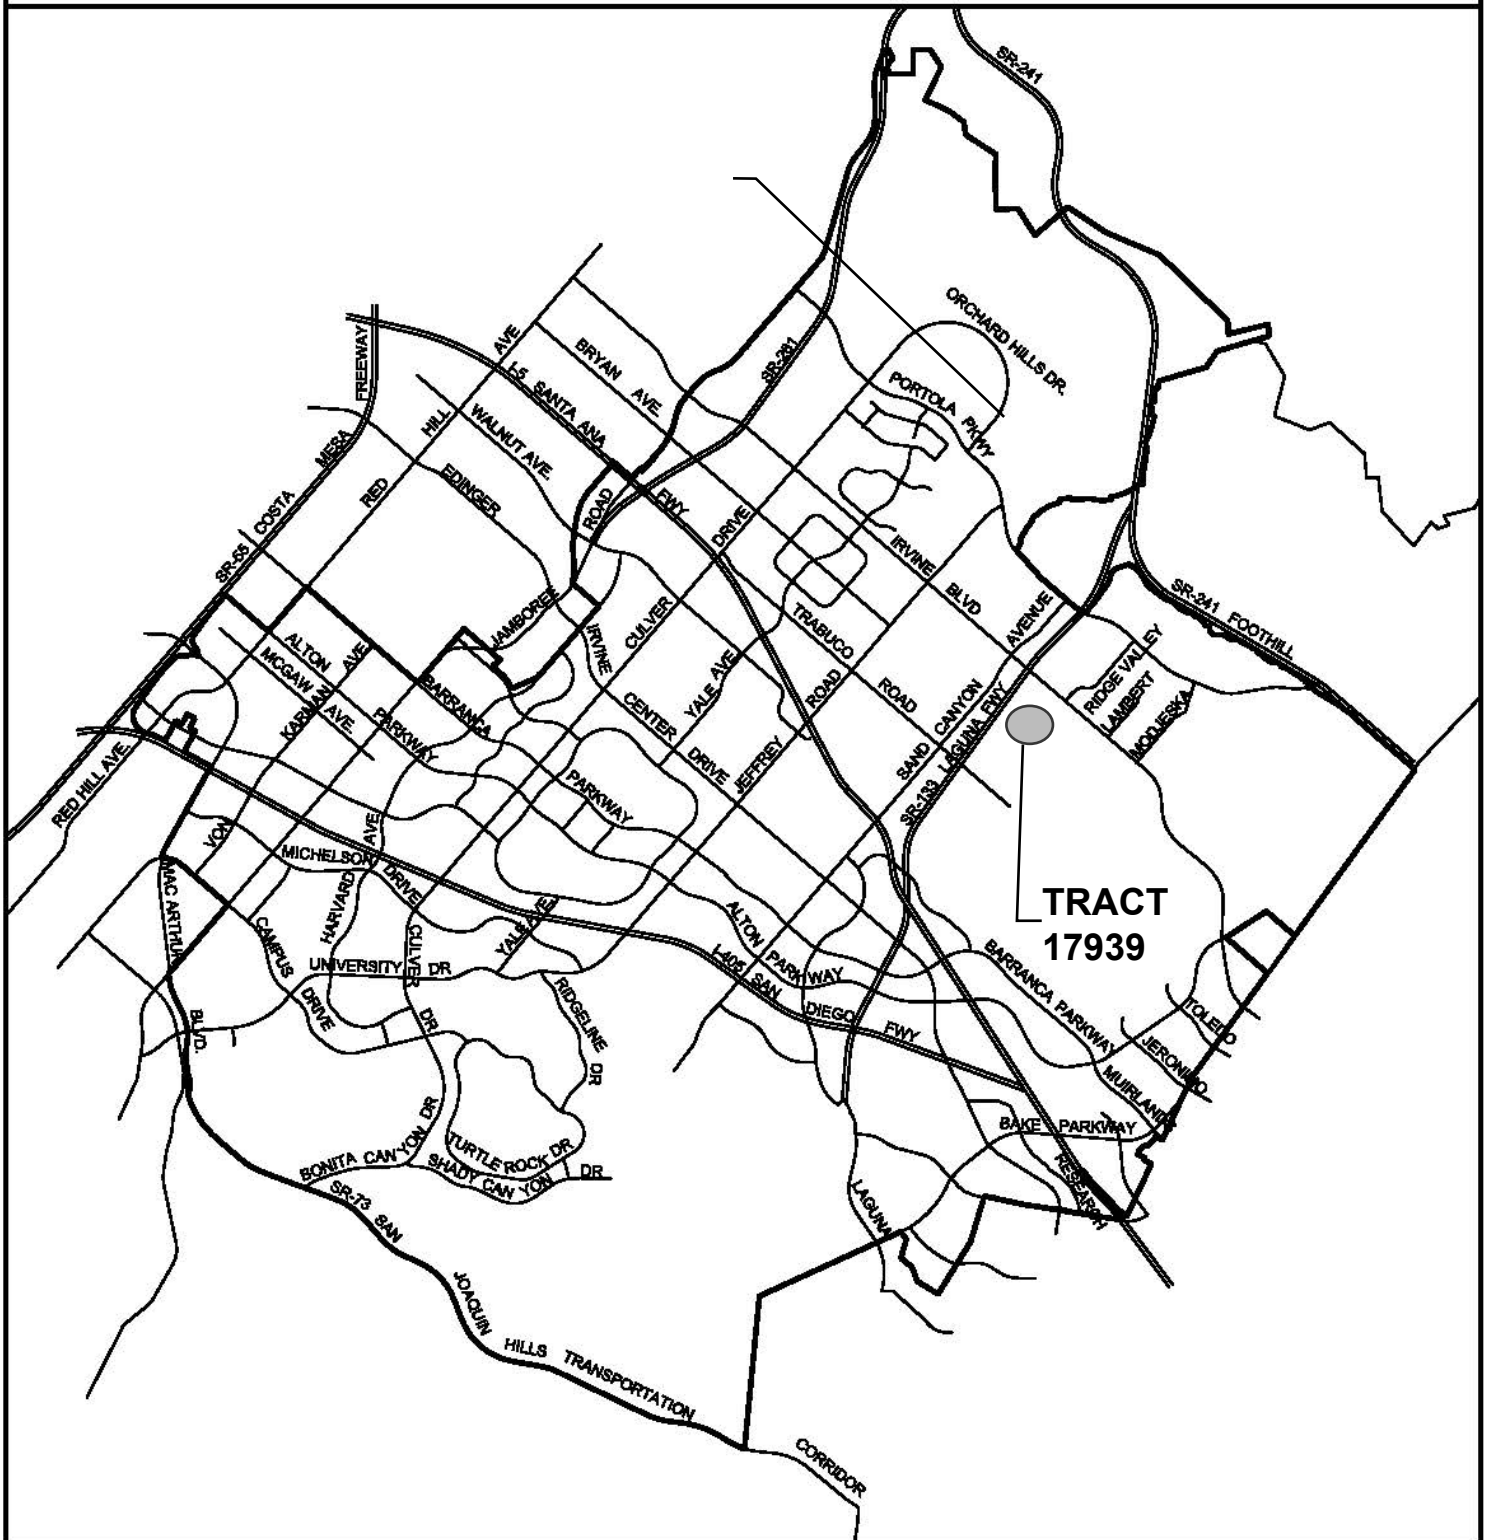 SR-241
ORCHARD HILLS DR.
SR-261
PORTOLA PKWY
FREEWAY
AVE
I-5 SANTA ANA
BRYAN AVE.
HILL
WALNUT AVE.
MESA
EDINGER
RED
ROAD
FWY
COSTA
SR-55
DRIVE
IRVINE
BLVD
SR-241 FOOTHILL
AVENUE
JAMBOREE
CULVER
TRABUCO
IRVINE
RIDGE VALLEY
ALTON
MCGAW AVE.
AVE
KARMAN
BARRANCA
YALE AVE
ROAD
ROAD
LAMBERT
MODJESKA
CENTER
CANYON
SAND
LAGUNA FWY
SR-133
PARKWAY
DRIVE
JEFFREY
RED HILL AVE.
PARKWAY
VON
AVE
MICHELSON
DRIVE
HARVARD
MAC ARTHUR
CAMPUS
CULVER
YALE AVE
ALTON
PARKWAY
TRACT
17939
I-405 SAN
DIEGO
FWY
UNIVERSITY DR
BARRANCA PARKWAY
DRIVE
DR
RIDGELINE
DR
BLVD.
TOLEDO
JERONIMO
MUIRLANDS
BAKE PARKWAY
BONITA CANYON DR
TURTLE ROCK DR
SHADY CANYON
DR
RESEARCH
LAGUNA
SR-73 SAN
JOAQUIN
HILLS TRANSPORTATION
CORRIDOR